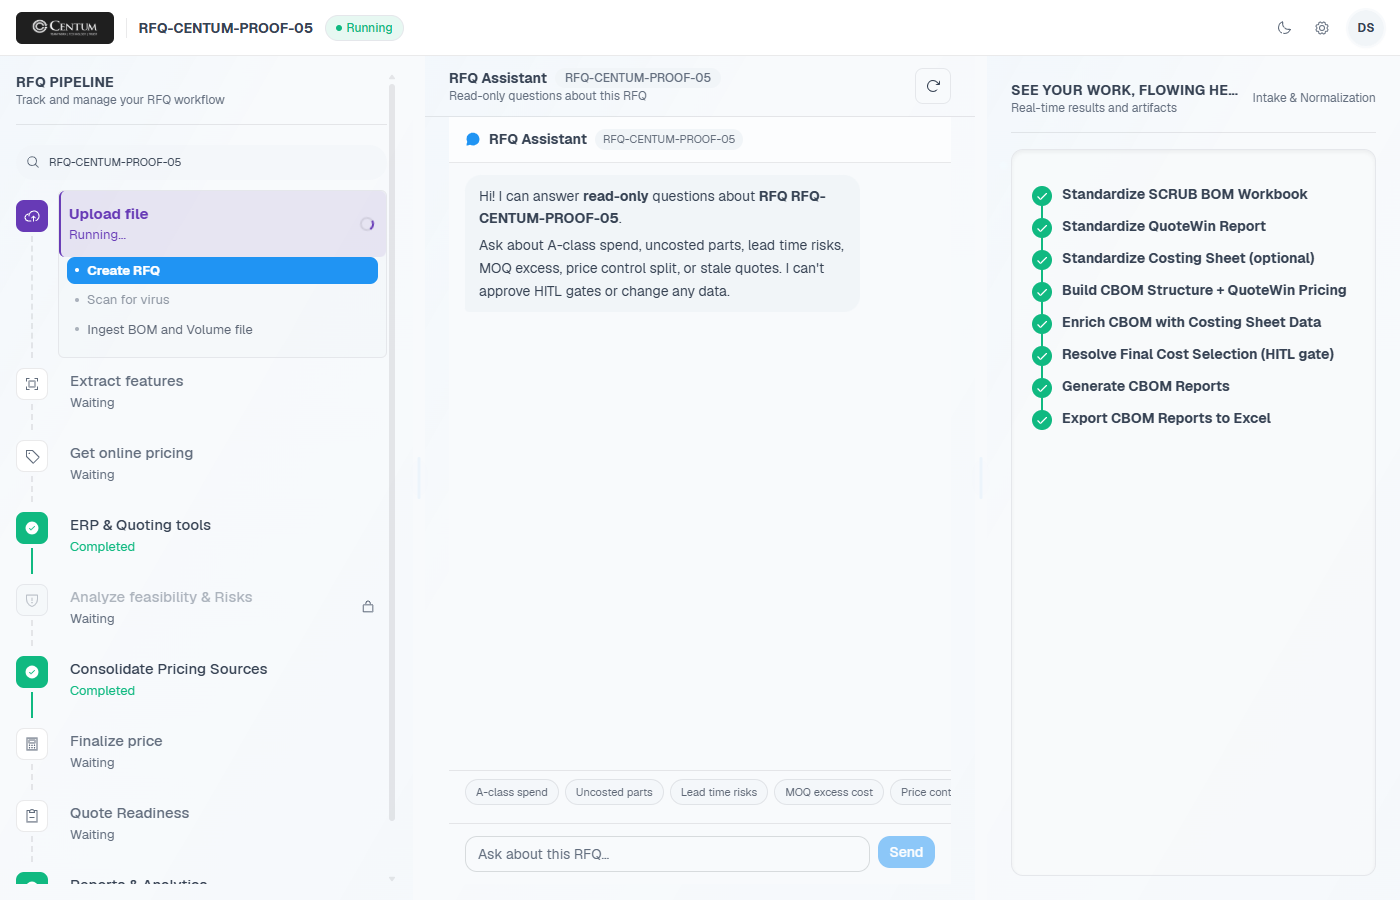 CENTUM
RFQ-CENTUM-PROOF-05
Running
DS
RFQ PIPELINE
Track and manage your RFQ workflow
RFQ-CENTUM-PROOF-05
Upload file
Running...
Create RFQ
Scan for virus
Ingest BOM and Volume file
Extract features
Waiting
Get online pricing
Waiting
ERP & Quoting tools
Completed
Analyze feasibility & Risks
Waiting
Consolidate Pricing Sources
Completed
Finalize price
Waiting
Quote Readiness
Waiting
Reports & Analytics
RFQ Assistant RFQ-CENTUM-PROOF-05
Read-only questions about this RFQ
RFQ Assistant RFQ-CENTUM-PROOF-05
Hi! I can answer read-only questions about RFQ RFQ-
CENTUM-PROOF-05.
Ask about A-class spend, uncosted parts, lead time risks,
MOQ excess, price control split, or stale quotes. I can't
approve HITL gates or change any data.
A-class spend Uncosted parts Lead time risks MOQ excess cost Price cont
Ask about this RFQ...
Send
SEE YOUR WORK, FLOWING HE...
Real-time results and artifacts
Intake & Normalization
Standardize SCRUB BOM Workbook
Standardize QuoteWin Report
Standardize Costing Sheet (optional)
Build CBOM Structure + QuoteWin Pricing
Enrich CBOM with Costing Sheet Data
Resolve Final Cost Selection (HITL gate)
Generate CBOM Reports
Export CBOM Reports to Excel